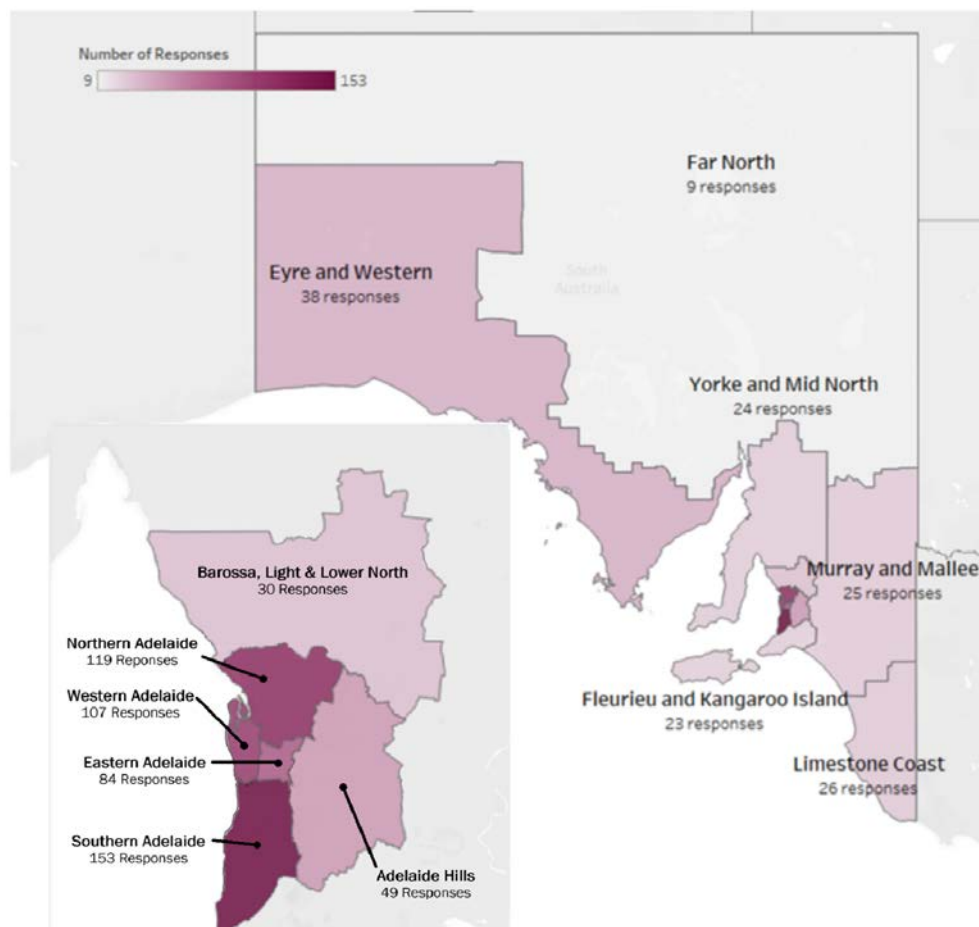 Number of Responses
9
153
Far North
9 responses
Eyre and Western
38 responses
South
Australia
Yorke and Mid North
24 responses
Murray and Mallee
25 responses
Fleurieu and Kangaroo Island
23 responses
Limestone Coast
26 responses
Barossa, Light & Lower North
30 Responses
Northern Adelaide
119 Reponses
Western Adelaide
107 Responses
Eastern Adelaide
84 Responses
Southern Adelaide
153 Responses
Adelaide Hills
49 Responses